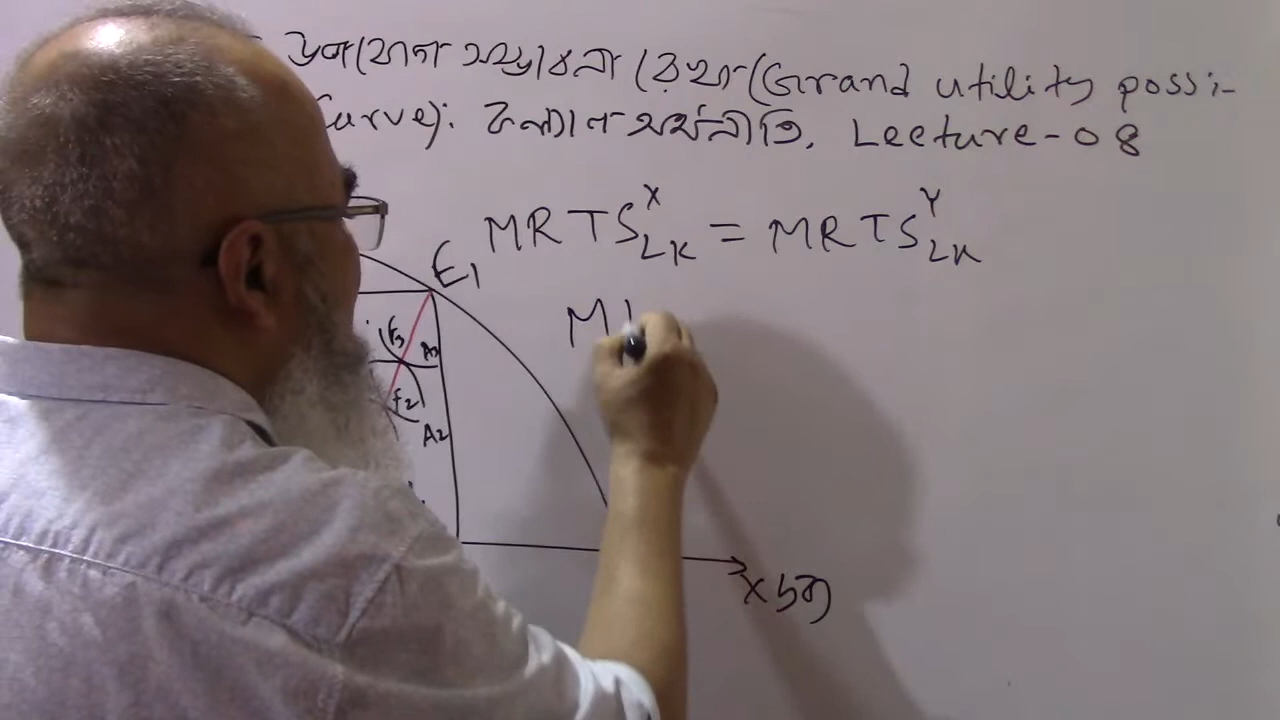 উপযোগ সম্ভাবনা রেখা (Grand utility possi-
Curve): কল্যাণ অর্থনীতি, Lecture-08
MRTS^X_LK = MRTS^Y_LK
E1
M
F3 A3
F2
A2
X দ্রব্য